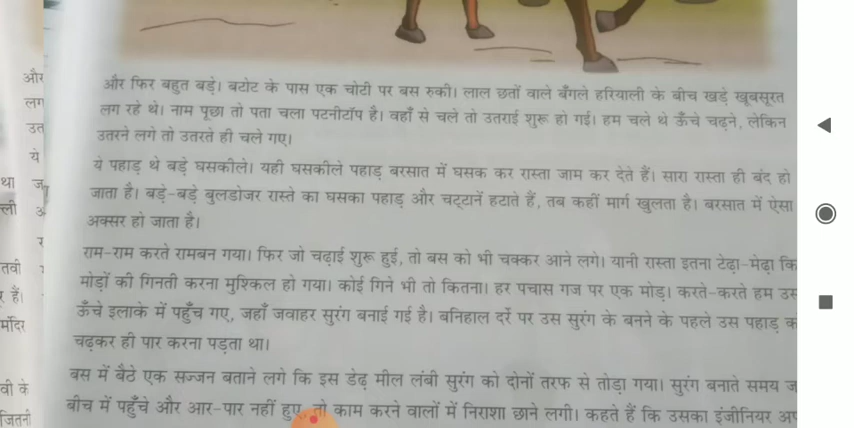 और फिर बहुत बड़े। बटोट के पास एक चोटी पर बस रुकी। लाल छतों वाले बँगले हरियाली के बीच खड़े खूबसूरत
लग रहे थे। नाम पूछा तो पता चला पटनीटॉप है। वहाँ से चले तो उतराई शुरू हो गई। हम चले थे ऊँचे चढ़ने, लेकिन
उतरने लगे तो उतरते ही चले गए।
ये पहाड़ थे बड़े घसकीले। यही घसकीले पहाड़ बरसात में घसक कर रास्ता जाम कर देते हैं। सारा रास्ता ही बंद हो
जाता है। बड़े-बड़े बुलडोजर रास्ते का घसका पहाड़ और चट्टानें हटाते हैं, तब कहीं मार्ग खुलता है। बरसात में ऐसा
अक्सर हो जाता है।
राम-राम करते रामबन गया। फिर जो चढ़ाई शुरू हुई, तो बस को भी चक्कर आने लगे। यानी रास्ता इतना टेढ़ा-मेढ़ा कि
मोड़ों की गिनती करना मुश्किल हो गया। कोई गिने भी तो कितना। हर पचास गज पर एक मोड़। करते-करते हम उस
ऊँचे इलाके में पहुँच गए, जहाँ जवाहर सुरंग बनाई गई है। बनिहाल दर्रे पर उस सुरंग के बनने के पहले उस पहाड़ क
चढ़कर ही पार करना पड़ता था।
बस में बैठे एक सज्जन बताने लगे कि इस डेढ़ मील लंबी सुरंग को दोनों तरफ से तोड़ा गया। सुरंग बनाते समय ज
बीच में पहुँचे और आर-पार नहीं हुए, तो काम करने वालों में निराशा छाने लगी। कहते हैं कि उसका इंजीनियर अप
और
लग
उत
ये
था ज
ली
तवी
हैं।
मंदिर
वी के
जितनी